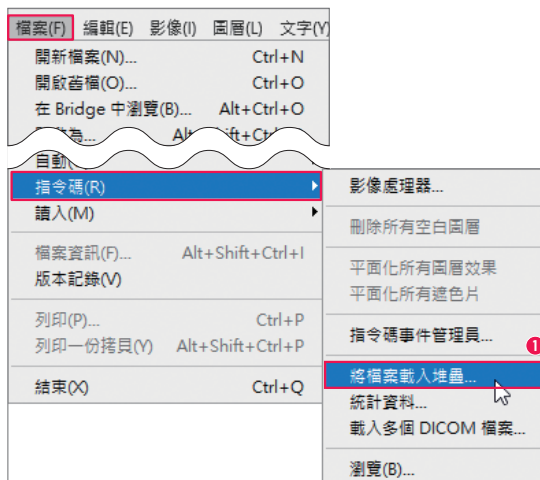 檔案(F) 編輯(E) 影像(I) 圖層(L) 文字(Y)
開新檔案(N)... Ctrl+N
開啟舊檔(O)... Ctrl+O
在 Bridge 中瀏覽(B)... Alt+Ctrl+O
自動
指令碼(R)
讀入(M)
檔案資訊(F)... Alt+Shift+Ctrl+I
版本記錄(V)
列印(P)... Ctrl+P
列印一份拷貝(Y) Alt+Shift+Ctrl+P
結束(X) Ctrl+Q
影像處理器...
刪除所有空白圖層
平面化所有圖層效果
平面化所有遮色片
指令碼事件管理員...
1
將檔案載入堆疊...
統計資料...
載入多個 DICOM 檔案...
瀏覽(B)...